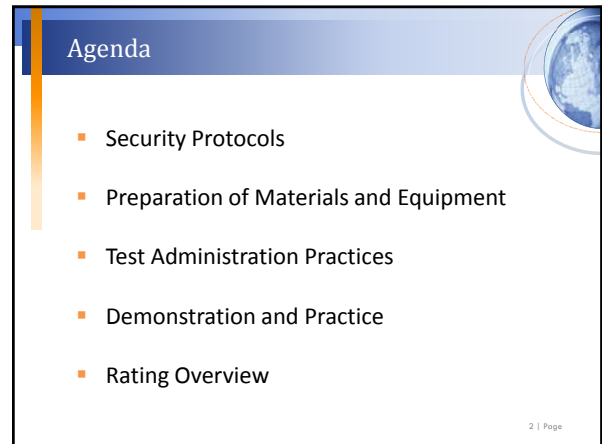 Agenda
▪ Security Protocols
▪ Preparation of Materials and Equipment
▪ Test Administration Practices
▪ Demonstration and Practice
▪ Rating Overview
2 | Page